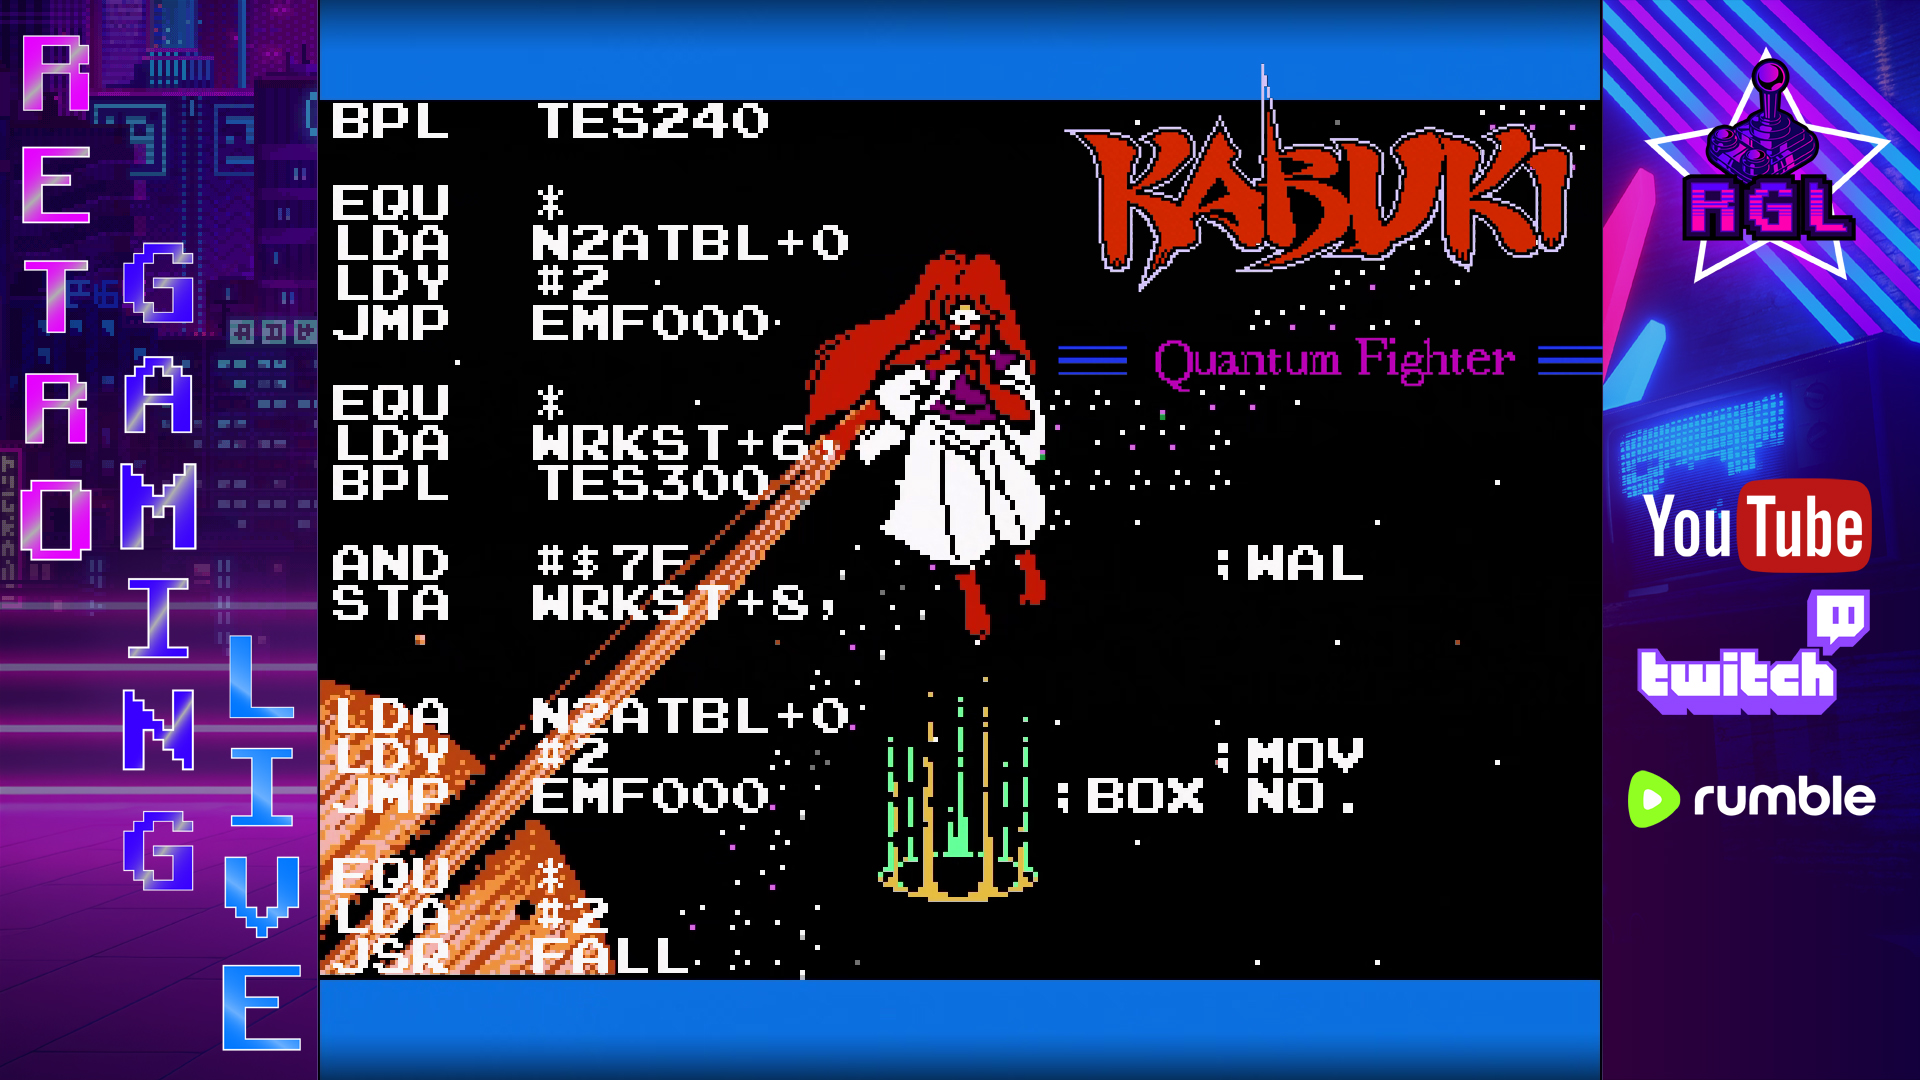 RETRO
GAMING
LIVE
BPL TES240
EQU *
LDA N2ATBL+0
LDY #2
JMP EMF000
EQU *
LDA WRKST+6,
BPL TES300
AND #$7F ;WAL
STA WRKST+8,
LDA N2ATBL+0
LDY #2 ;MOV
JMP EMF000 ;BOX NO.
EQU *
LDA #2
JSR FALL
KABUKI
Quantum Fighter
RGL
YouTube
twitch
rumble